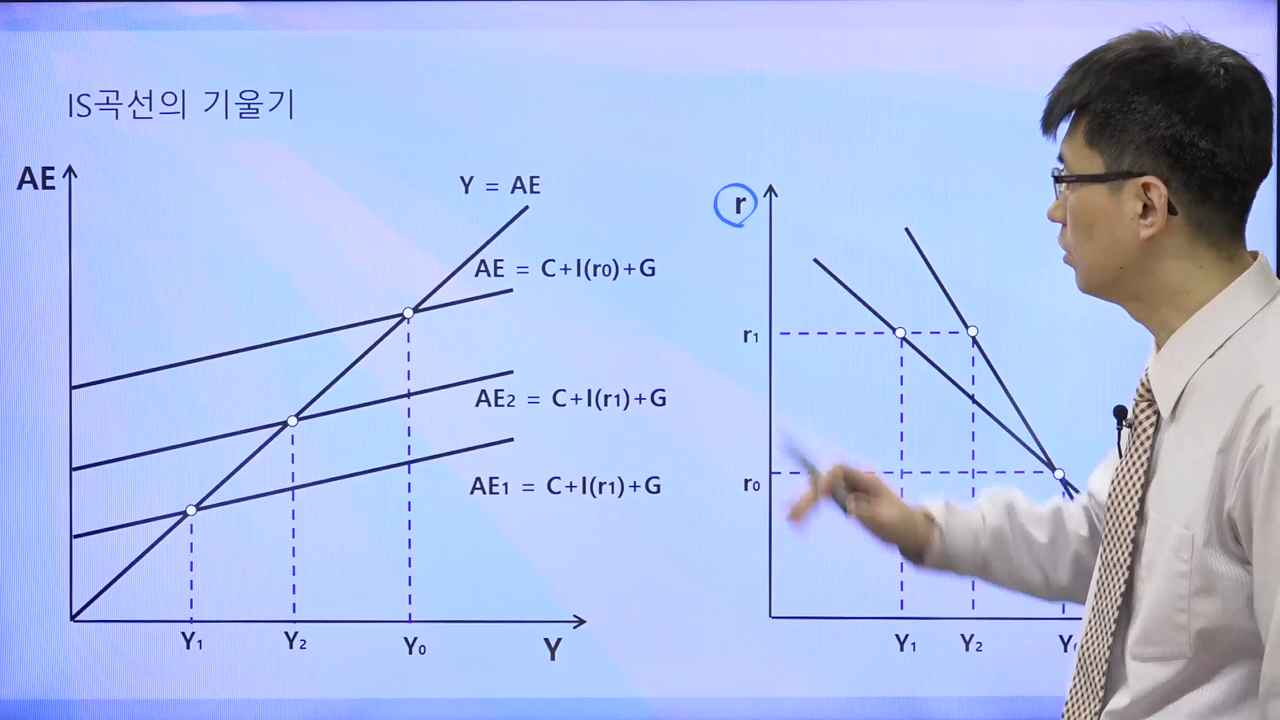 IS곡선의 기울기
AE
Y = AE
AE = C+I(r₀)+G
AE₂ = C+I(r₁)+G
AE₁ = C+I(r₁)+G
Y₁
Y₂
Y₀
Y
r
r₁
r₀
Y₁
Y₂